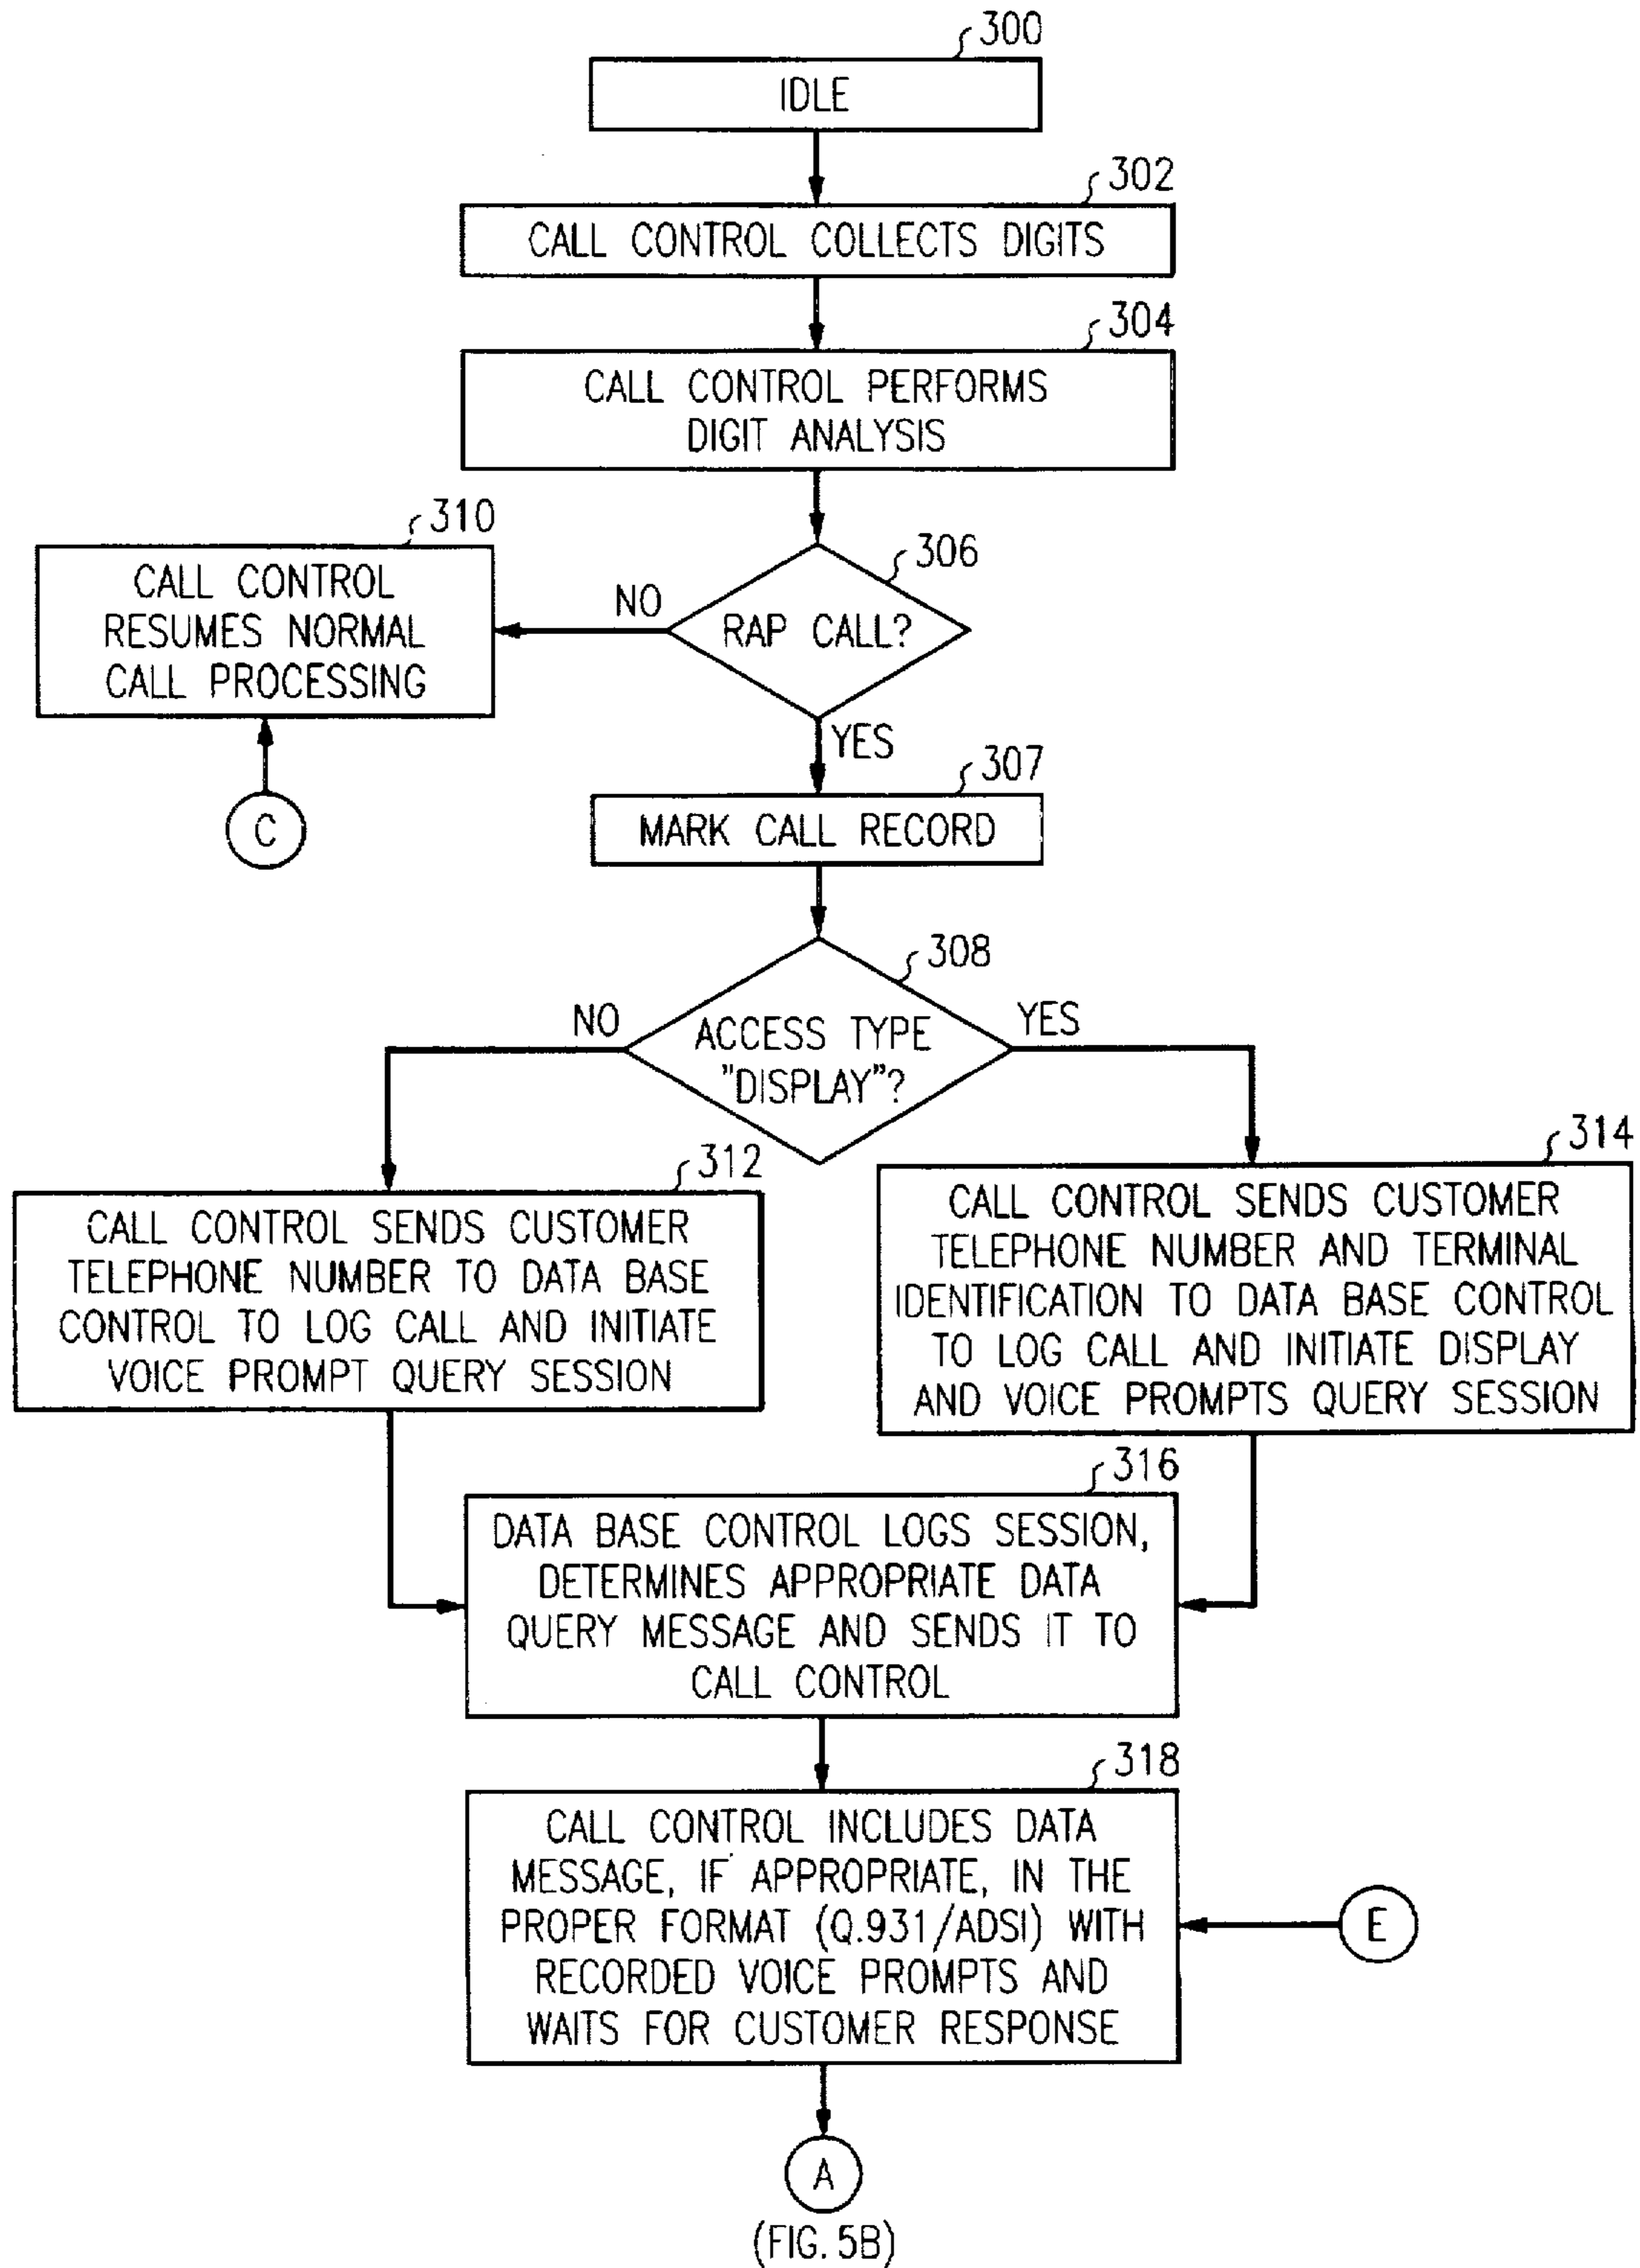 300
IDLE
302
CALL CONTROL COLLECTS DIGITS
304
CALL CONTROL PERFORMS
DIGIT ANALYSIS
310
CALL CONTROL
RESUMES NORMAL
CALL PROCESSING
306
NO
RAP CALL?
YES
C
307
MARK CALL RECORD
308
NO
ACCESS TYPE
"DISPLAY"?
YES
312
CALL CONTROL SENDS CUSTOMER
TELEPHONE NUMBER TO DATA BASE
CONTROL TO LOG CALL AND INITIATE
VOICE PROMPT QUERY SESSION
314
CALL CONTROL SENDS CUSTOMER
TELEPHONE NUMBER AND TERMINAL
IDENTIFICATION TO DATA BASE CONTROL
TO LOG CALL AND INITIATE DISPLAY
AND VOICE PROMPTS QUERY SESSION
316
DATA BASE CONTROL LOGS SESSION,
DETERMINES APPROPRIATE DATA
QUERY MESSAGE AND SENDS IT TO
CALL CONTROL
318
CALL CONTROL INCLUDES DATA
MESSAGE, IF APPROPRIATE, IN THE
PROPER FORMAT (Q.931/ADSI) WITH
RECORDED VOICE PROMPTS AND
WAITS FOR CUSTOMER RESPONSE
E
A
(FIG. 5B)